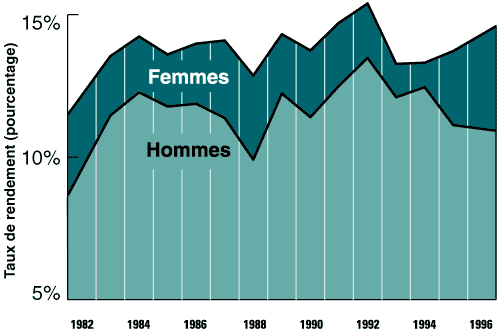 Taux de rendement (pourcentage)
15%
10%
5%
Femmes
Hommes
1982 1984 1986 1988 1990 1992 1994 1996